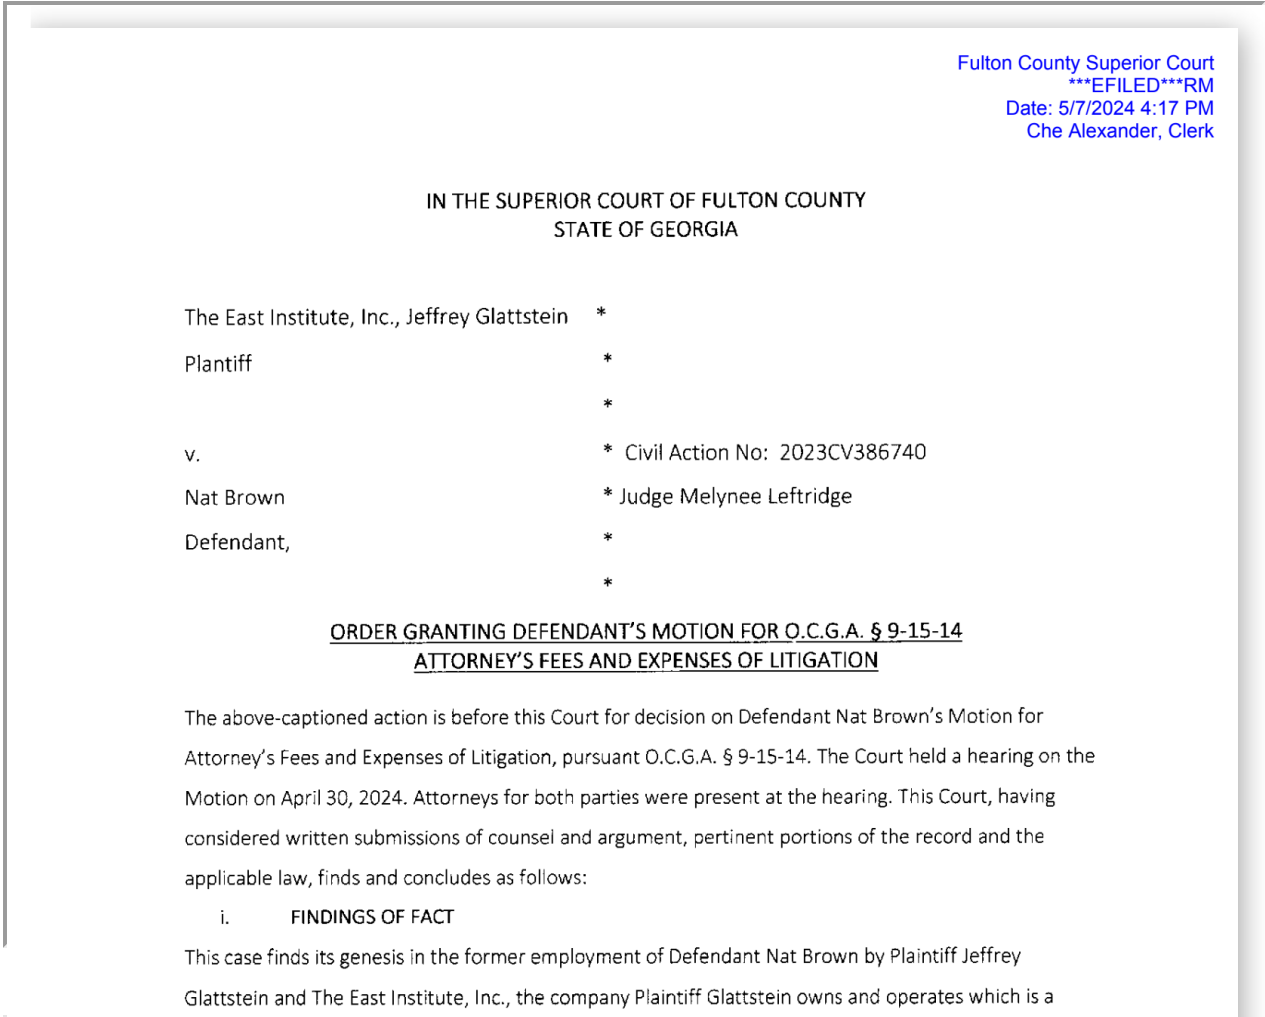 Fulton County Superior Court
***EFILED***RM
Date: 5/7/2024 4:17 PM
Che Alexander, Clerk
IN THE SUPERIOR COURT OF FULTON COUNTY
STATE OF GEORGIA
The East Institute, Inc., Jeffrey Glattstein *
Plantiff *
*
v. * Civil Action No: 2023CV386740
Nat Brown * Judge Melynee Leftridge
Defendant, *
*
ORDER GRANTING DEFENDANT'S MOTION FOR O.C.G.A. § 9-15-14
ATTORNEY'S FEES AND EXPENSES OF LITIGATION
The above-captioned action is before this Court for decision on Defendant Nat Brown's Motion for
Attorney's Fees and Expenses of Litigation, pursuant O.C.G.A. § 9-15-14. The Court held a hearing on the
Motion on April 30, 2024. Attorneys for both parties were present at the hearing. This Court, having
considered written submissions of counsel and argument, pertinent portions of the record and the
applicable law, finds and concludes as follows:
i. FINDINGS OF FACT
This case finds its genesis in the former employment of Defendant Nat Brown by Plaintiff Jeffrey
Glattstein and The East Institute, Inc., the company Plaintiff Glattstein owns and operates which is a